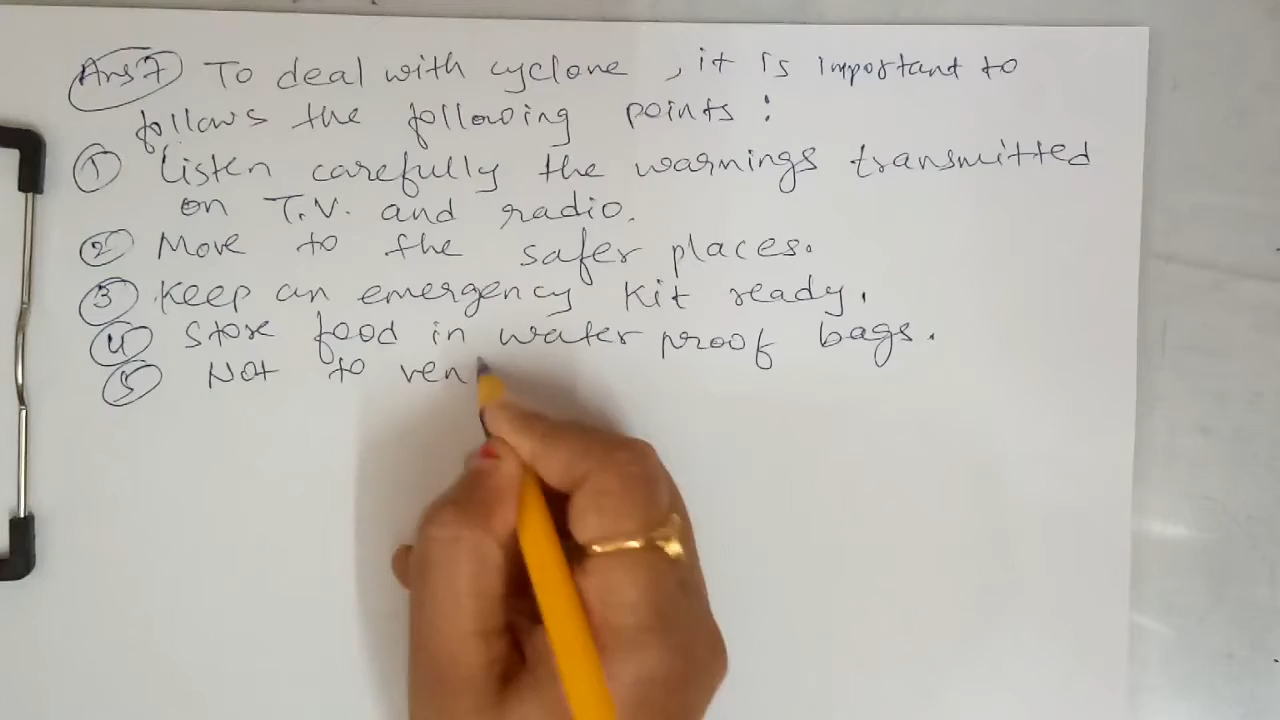 Ans 7 To deal with cyclone, it is important to
follows the following points :
1 Listen carefully the warnings transmitted
on T.V. and radio.
2 Move to the safer places.
3 Keep an emergency kit ready.
4 Store food in water proof bags.
5 Not to ven